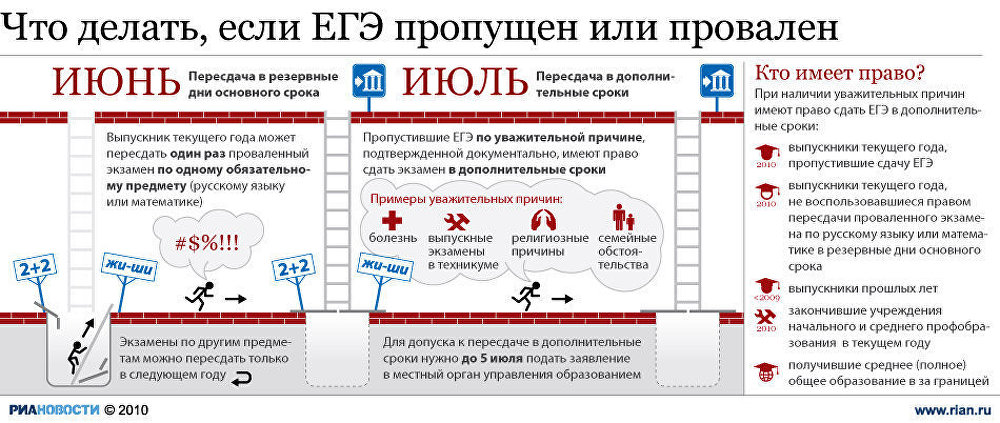 Что делать, если ЕГЭ пропущен или провален
ИЮНЬ
Пересдача в резервные
дни основного срока
ИЮЛЬ
Пересдача в дополни-
тельные сроки
Выпускник текущего года может
пересдать один раз проваленный
экзамен по одному обязательно-
му предмету (русскому языку
или математике)
#$%!!!
2+2
жи-ши
2+2
жи-ши
Экзамены по другим предме-
там можно пересдать только
в следующем году
Пропустившие ЕГЭ по уважительной причине,
подтвержденной документально, имеют право
сдать экзамен в дополнительные сроки
Примеры уважительных причин:
болезнь
выпускные
экзамены
в техникуме
религиозные
причины
семейные
обстоя-
тельства
Для допуска к пересдаче в дополнительные
сроки нужно до 5 июля подать заявление
в местный орган управления образованием
Кто имеет право?
При наличии уважительных причин
имеют право сдать ЕГЭ в дополнитель-
ные сроки:
2010
выпускники текущего года,
пропустившие сдачу ЕГЭ
2010
выпускники текущего года,
не воспользовавшиеся правом
пересдачи проваленного экзаме-
на по русскому языку или матема-
тике в резервные дни основного
срока
<2009
выпускники прошлых лет
2010
закончившие учреждения
начального и среднего профобра-
зования в текущем году
получившие среднее (полное)
общее образование в за границей
РИАНОВОСТИ © 2010
www.rian.ru